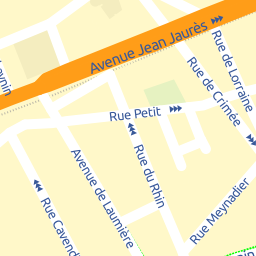 Avenue Jean Jaurès
Rue de Lorraine
Rue de Crimée
Rue Petit
Rue du Rhin
Avenue de Laumière
Rue Meynadier
Rue Cavend